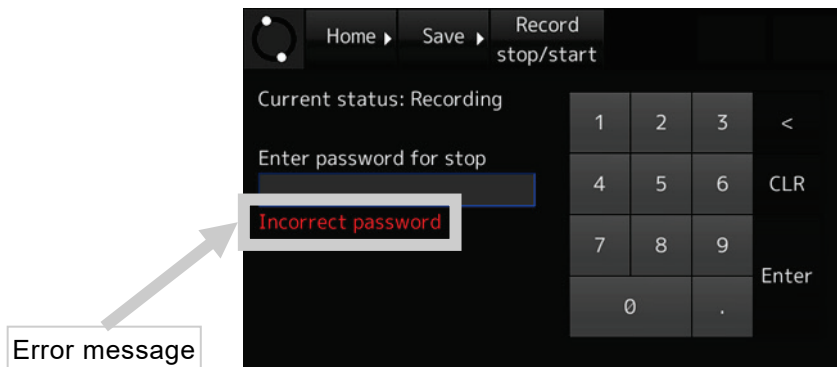 Home
Save
Record
stop/start
Current status: Recording
Enter password for stop
Incorrect password
1 2 3 <
4 5 6 CLR
7 8 9
Enter
0 .
Error message